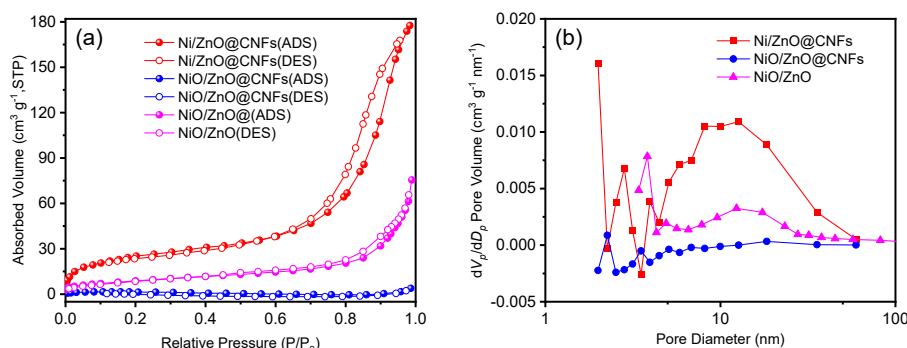 (a)
Ni/ZnO@CNFs(ADS)
Ni/ZnO@CNFs(DES)
NiO/ZnO@CNFs(ADS)
NiO/ZnO@CNFs(DES)
NiO/ZnO@(ADS)
NiO/ZnO(DES)
Absorbed Volume (cm³ g⁻¹,STP)
180
150
120
90
60
30
0
0.0 0.2 0.4 0.6 0.8 1.0
Relative Pressure (P/P₀)
(b)
Ni/ZnO@CNFs
NiO/ZnO@CNFs
NiO/ZnO
dVₚ/dDₚ Pore Volume (cm³ g⁻¹ nm⁻¹)
0.020
0.015
0.010
0.005
0.000
-0.005
1 10 100
Pore Diameter (nm)